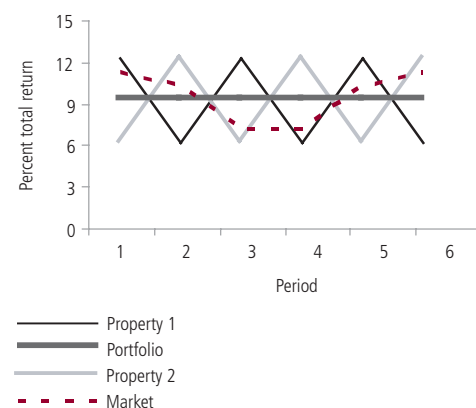 15
12
9
6
3
0
Percent total return
1 2 3 4 5 6
Period
Property 1
Portfolio
Property 2
Market